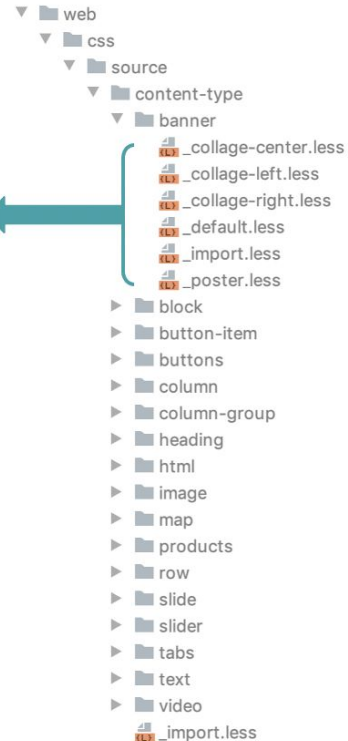 web
css
source
content-type
banner
_collage-center.less
_collage-left.less
_collage-right.less
_default.less
_import.less
_poster.less
block
button-item
buttons
column
column-group
heading
html
image
map
products
row
slide
slider
tabs
text
video
_import.less